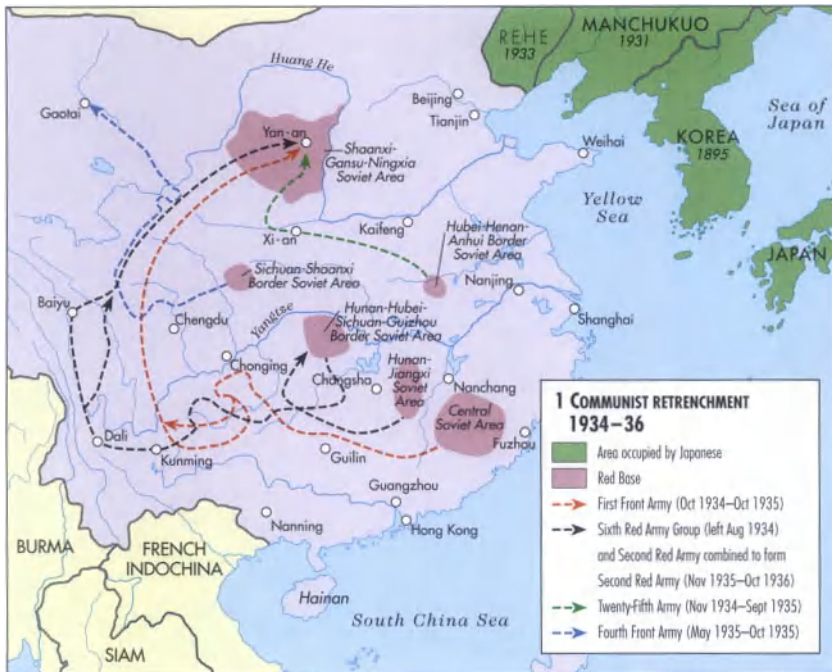 REHE
1933
MANCHUKUO
1931
Huang He
Gaotai
Beijing
Tianjin
Sea of
Japan
Yan-an
Shaanxi-
Gansu-Ningxia
Soviet Area
Weihai
KOREA
1895
Yellow
Sea
Xi-an
Kaifeng
Hubei-Henan-
Anhui Border
Soviet Area
JAPAN
Sichuan-Shaanxi
Border Soviet Area
Nanjing
Baiyu
Chengdu
Yangtze
Hunan-Hubei-
Sichuan-Guizhou
Border Soviet Area
Shanghai
Chonging
Changsha
Hunan-
Jiangxi
Soviet
Area
Nanchang
Central
Soviet Area
Dali
Kunming
Guilin
Fuzhou
Guangzhou
Nanning
Hong Kong
BURMA
FRENCH
INDOCHINA
Hainan
South China Sea
SIAM
1 COMMUNIST RETRENCHMENT
1934–36
Area occupied by Japanese
Red Base
First Front Army (Oct 1934–Oct 1935)
Sixth Red Army Group (left Aug 1934)
and Second Red Army combined to form
Second Red Army (Nov 1935–Oct 1936)
Twenty-Fifth Army (Nov 1934–Sept 1935)
Fourth Front Army (May 1935–Oct 1935)